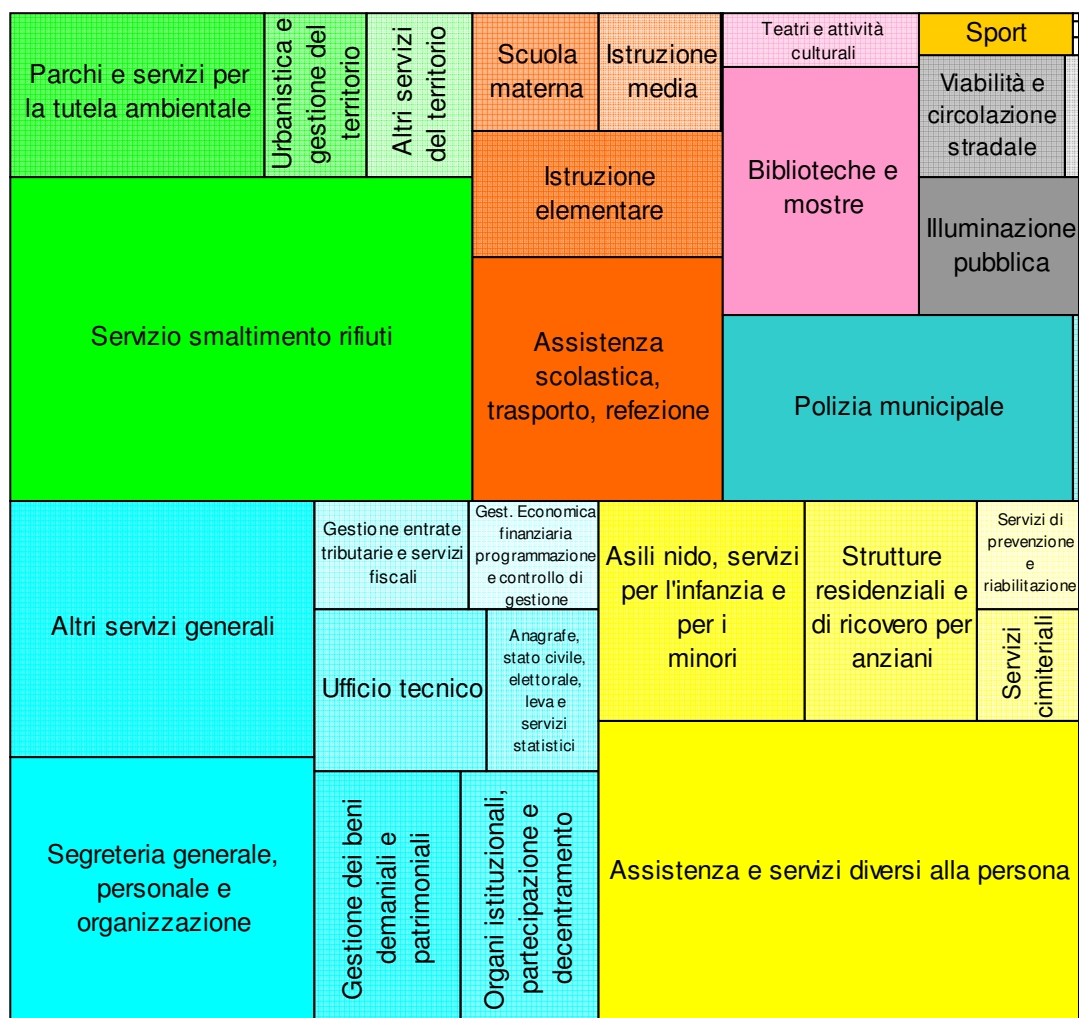 Parchi e servizi per
la tutela ambientale
Urbanistica e
gestione del
territorio
Altri servizi
del territorio
Scuola
materna
Istruzione
media
Teatri e attività
culturali
Sport
Viabilità e
circolazione
stradale
Istruzione
elementare
Biblioteche e
mostre
Illuminazione
pubblica
Servizio smaltimento rifiuti
Assistenza
scolastica,
trasporto, refezione
Polizia municipale
Altri servizi generali
Gestione entrate
tributarie e servizi
fiscali
Gest. Economica
finanziaria
programmazione
e controllo di
gestione
Asili nido, servizi
per l'infanzia e
per i
minori
Strutture
residenziali e
di ricovero per
anziani
Servizi di
prevenzione
e
riabilitazione
Ufficio tecnico
Anagrafe,
stato civile,
elettorale,
leva e
servizi
statistici
Servizi
cimiteriali
Segreteria generale,
personale e
organizzazione
Gestione dei beni
demaniali e
patrimoniali
Organi istituzionali,
partecipazione e
decentramento
Assistenza e servizi diversi alla persona